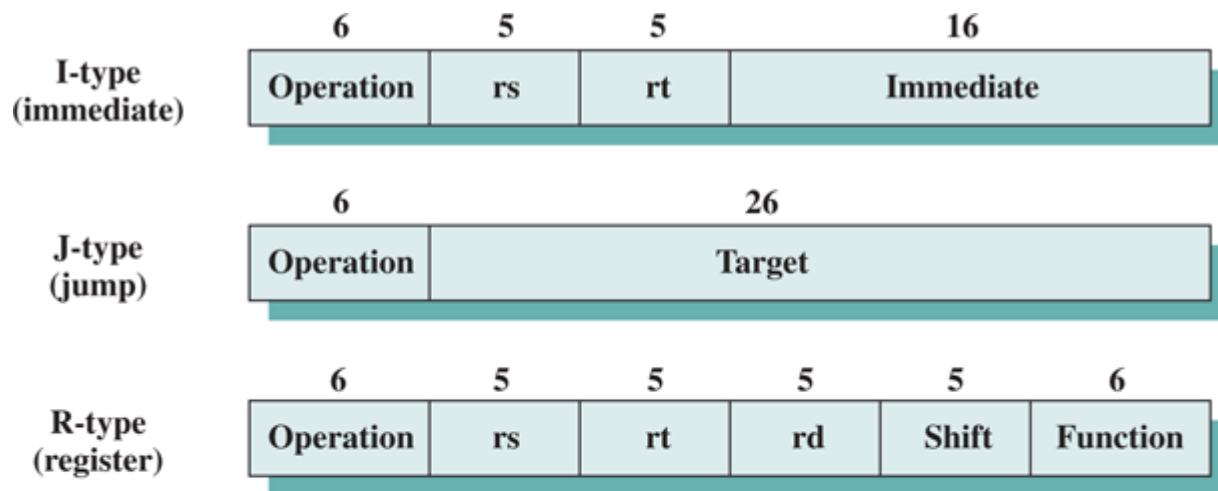 6 5 5 16
I-type
(immediate)
Operation rs rt Immediate
6 26
J-type
(jump)
Operation Target
6 5 5 5 5 6
R-type
(register)
Operation rs rt rd Shift Function